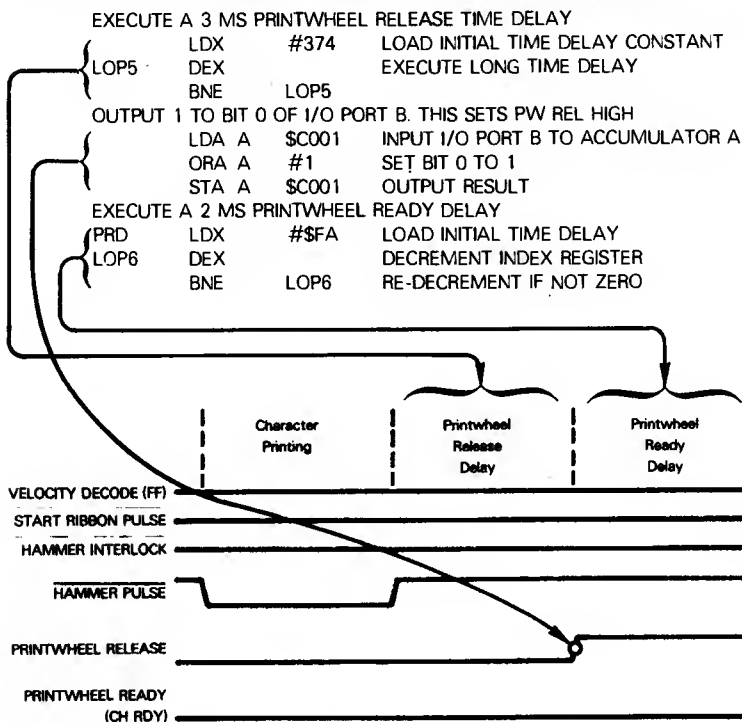 EXECUTE A 3 MS PRINTWHEEL RELEASE TIME DELAY
LDX #374 LOAD INITIAL TIME DELAY CONSTANT
LOP5 DEX EXECUTE LONG TIME DELAY
BNE LOP5
OUTPUT 1 TO BIT 0 OF I/O PORT B. THIS SETS PW REL HIGH
LDA A $C001 INPUT I/O PORT B TO ACCUMULATOR A
ORA A #1 SET BIT 0 TO 1
STA A $C001 OUTPUT RESULT
EXECUTE A 2 MS PRINTWHEEL READY DELAY
PRD LDX #$FA LOAD INITIAL TIME DELAY
LOP6 DEX DECREMENT INDEX REGISTER
BNE LOP6 RE-DECREMENT IF NOT ZERO
Character Printing
Printwheel Release Delay
Printwheel Ready Delay
VELOCITY DECODE (FF)
START RIBBON PULSE
HAMMER INTERLOCK
HAMMER PULSE
PRINTWHEEL RELEASE
PRINTWHEEL READY
(CH RDY)